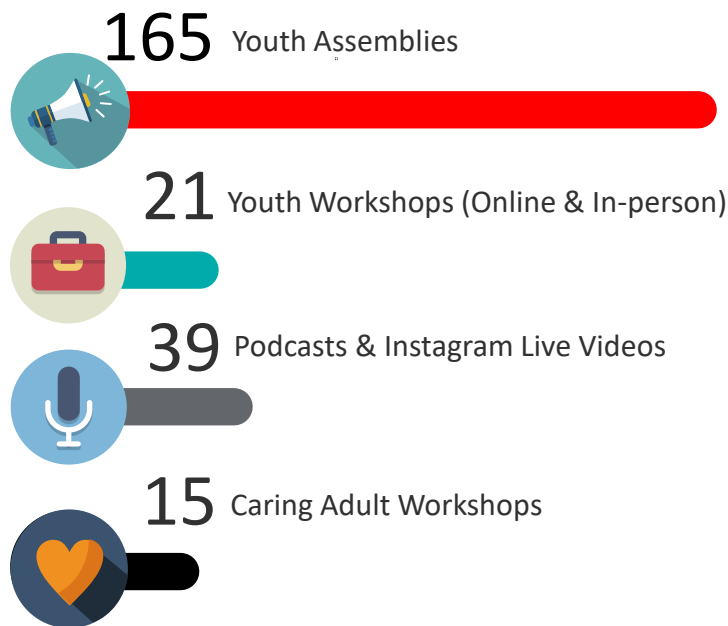 165 Youth Assemblies
21 Youth Workshops (Online & In-person)
39 Podcasts & Instagram Live Videos
15 Caring Adult Workshops